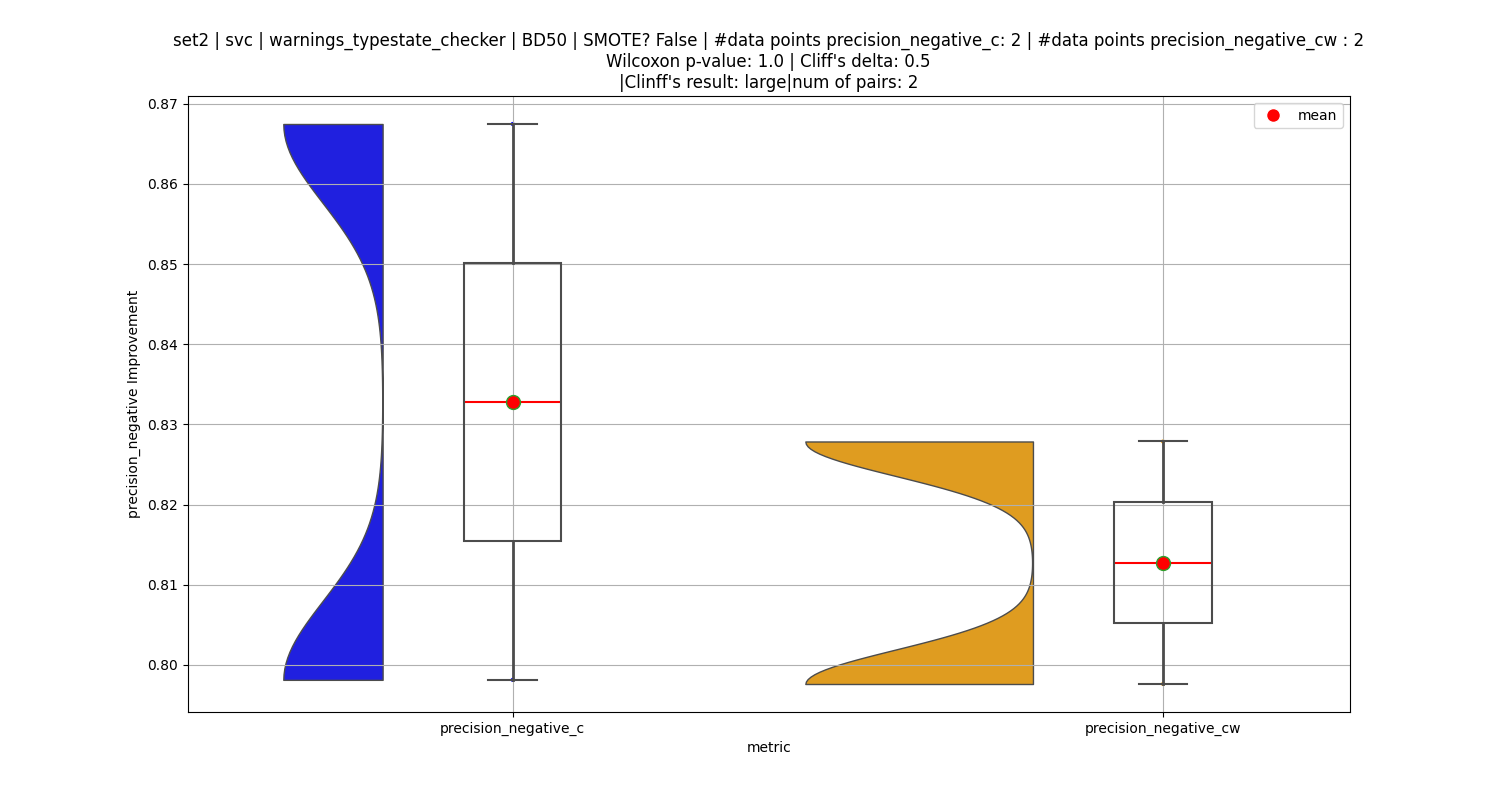 set2 | svc | warnings_typestate_checker | BD50 | SMOTE? False | #data points precision_negative_c: 2 | #data points precision_negative_cw : 2
Wilcoxon p-value: 1.0 | Cliff's delta: 0.5
|Clinff's result: large|num of pairs: 2
mean
precision_negative Improvement
0.87
0.86
0.85
0.84
0.83
0.82
0.81
0.80
precision_negative_c
precision_negative_cw
metric